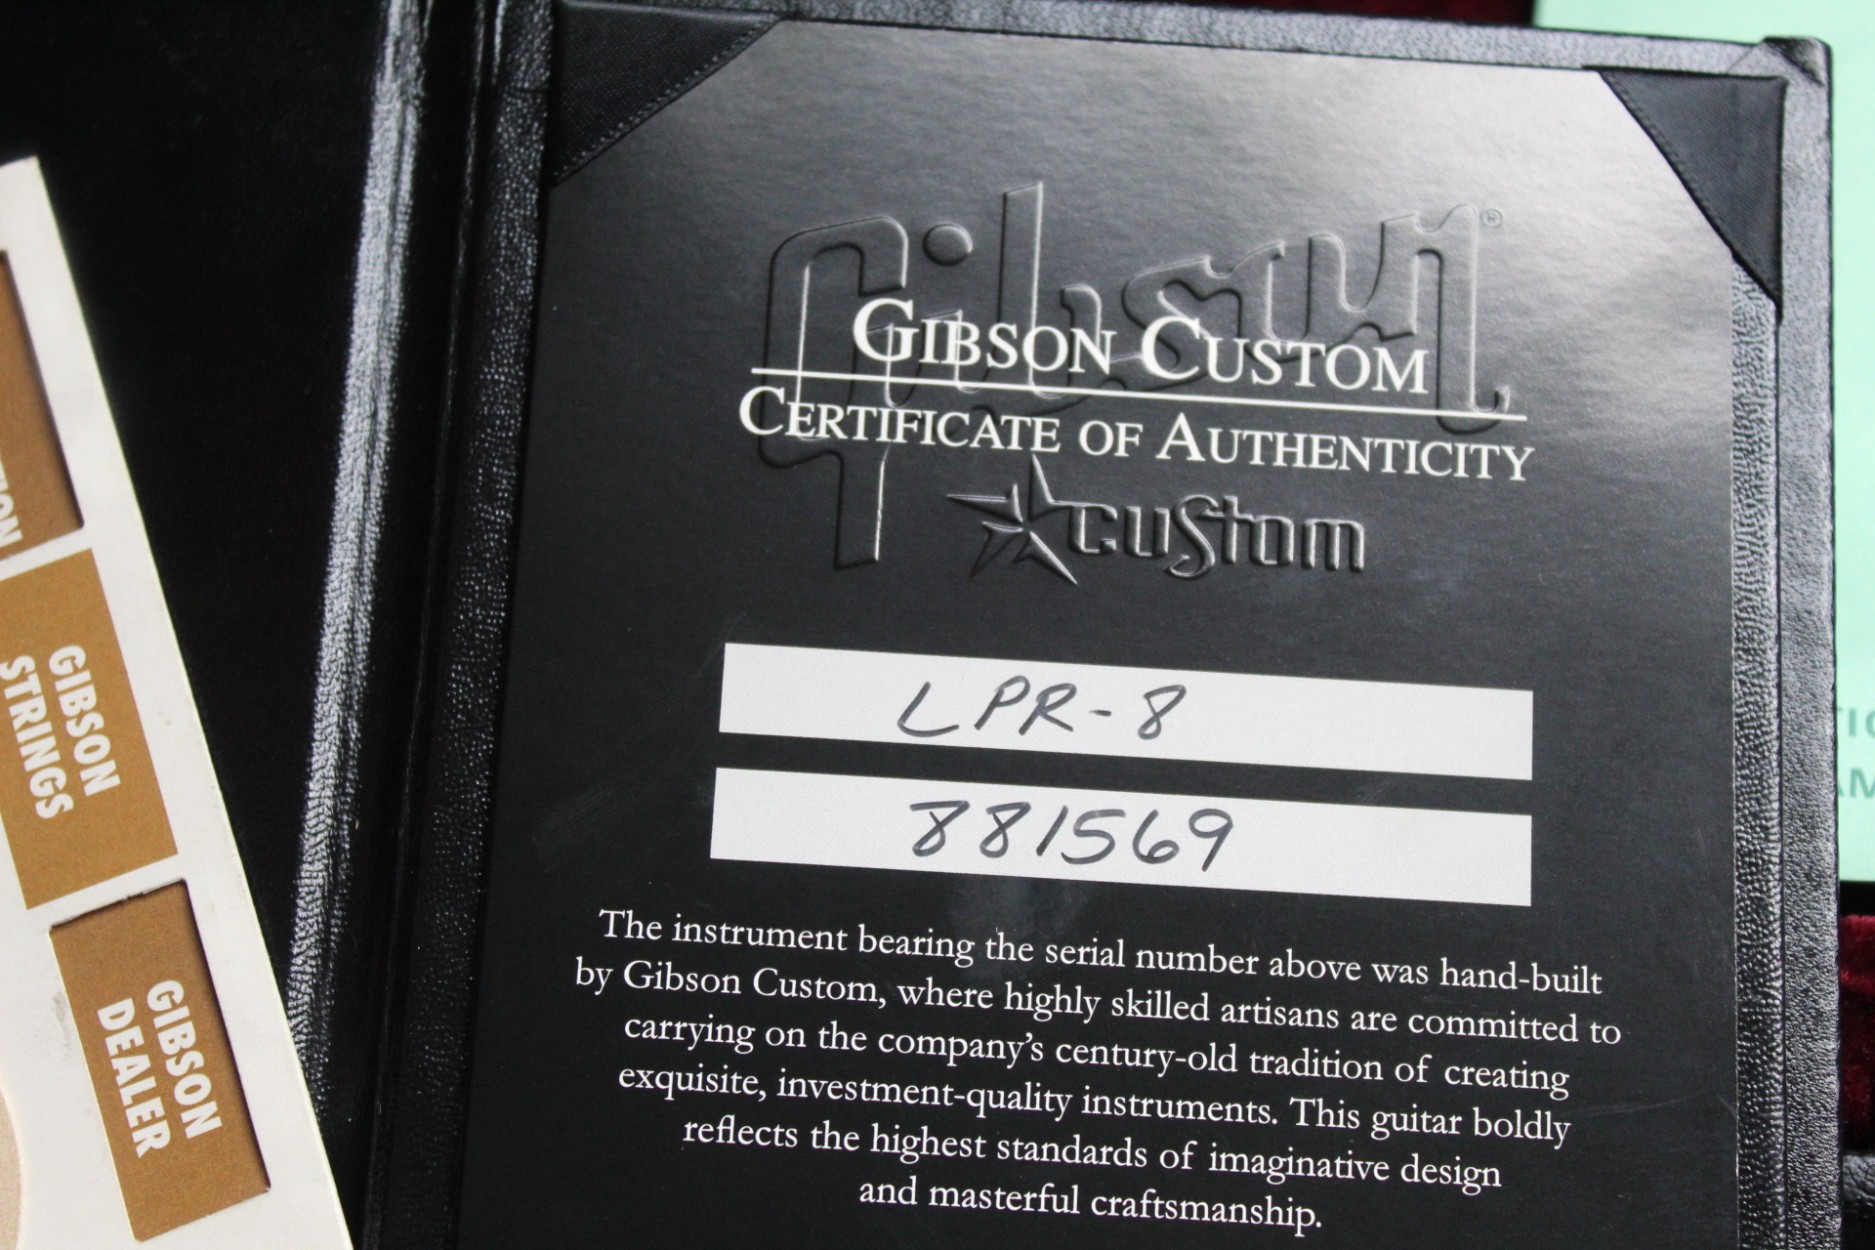 Gibson ®
GIBSON CUSTOM
CERTIFICATE OF AUTHENTICITY
Custom
LPR-8
881569
The instrument bearing the serial number above was hand-built
by Gibson Custom, where highly skilled artisans are committed to
carrying on the company's century-old tradition of creating
exquisite, investment-quality instruments. This guitar boldly
reflects the highest standards of imaginative design
and masterful craftsmanship.
GIBSON
STRINGS
GIBSON
DEALER